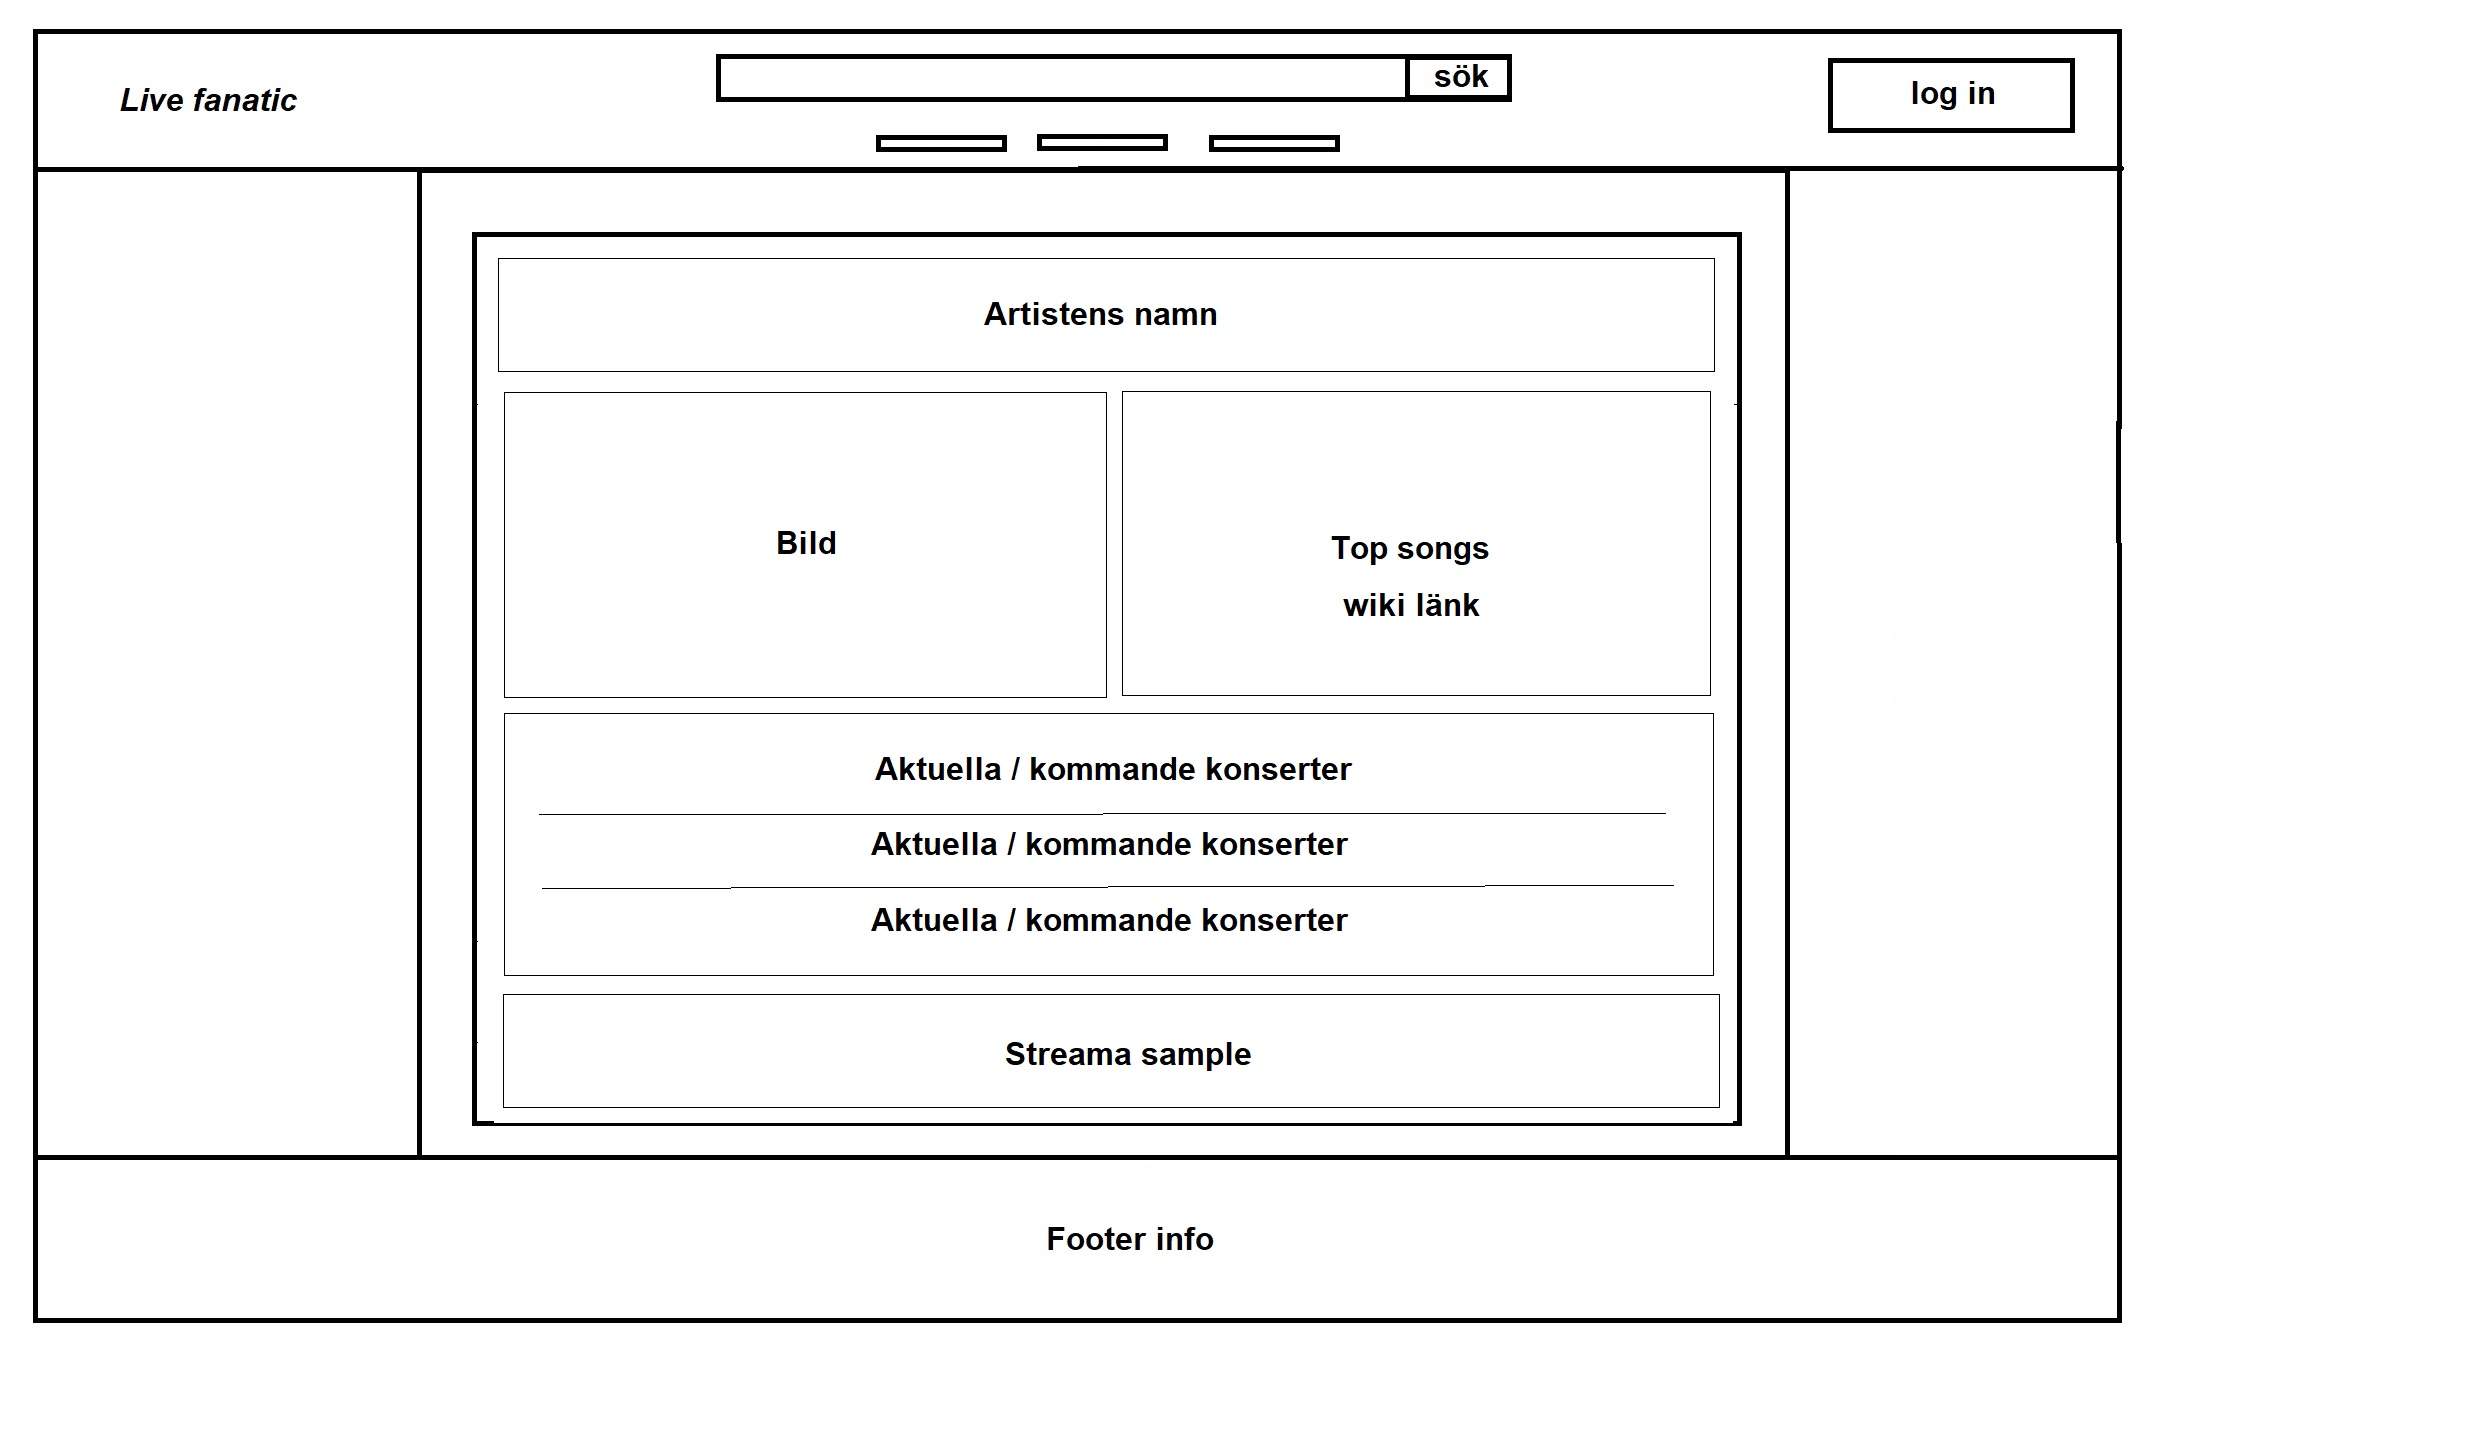 Live fanatic
sök
log in
Artistens namn
Bild
Top songs
wiki länk
Aktuella / kommande konserter
Aktuella / kommande konserter
Aktuella / kommande konserter
Streama sample
Footer info